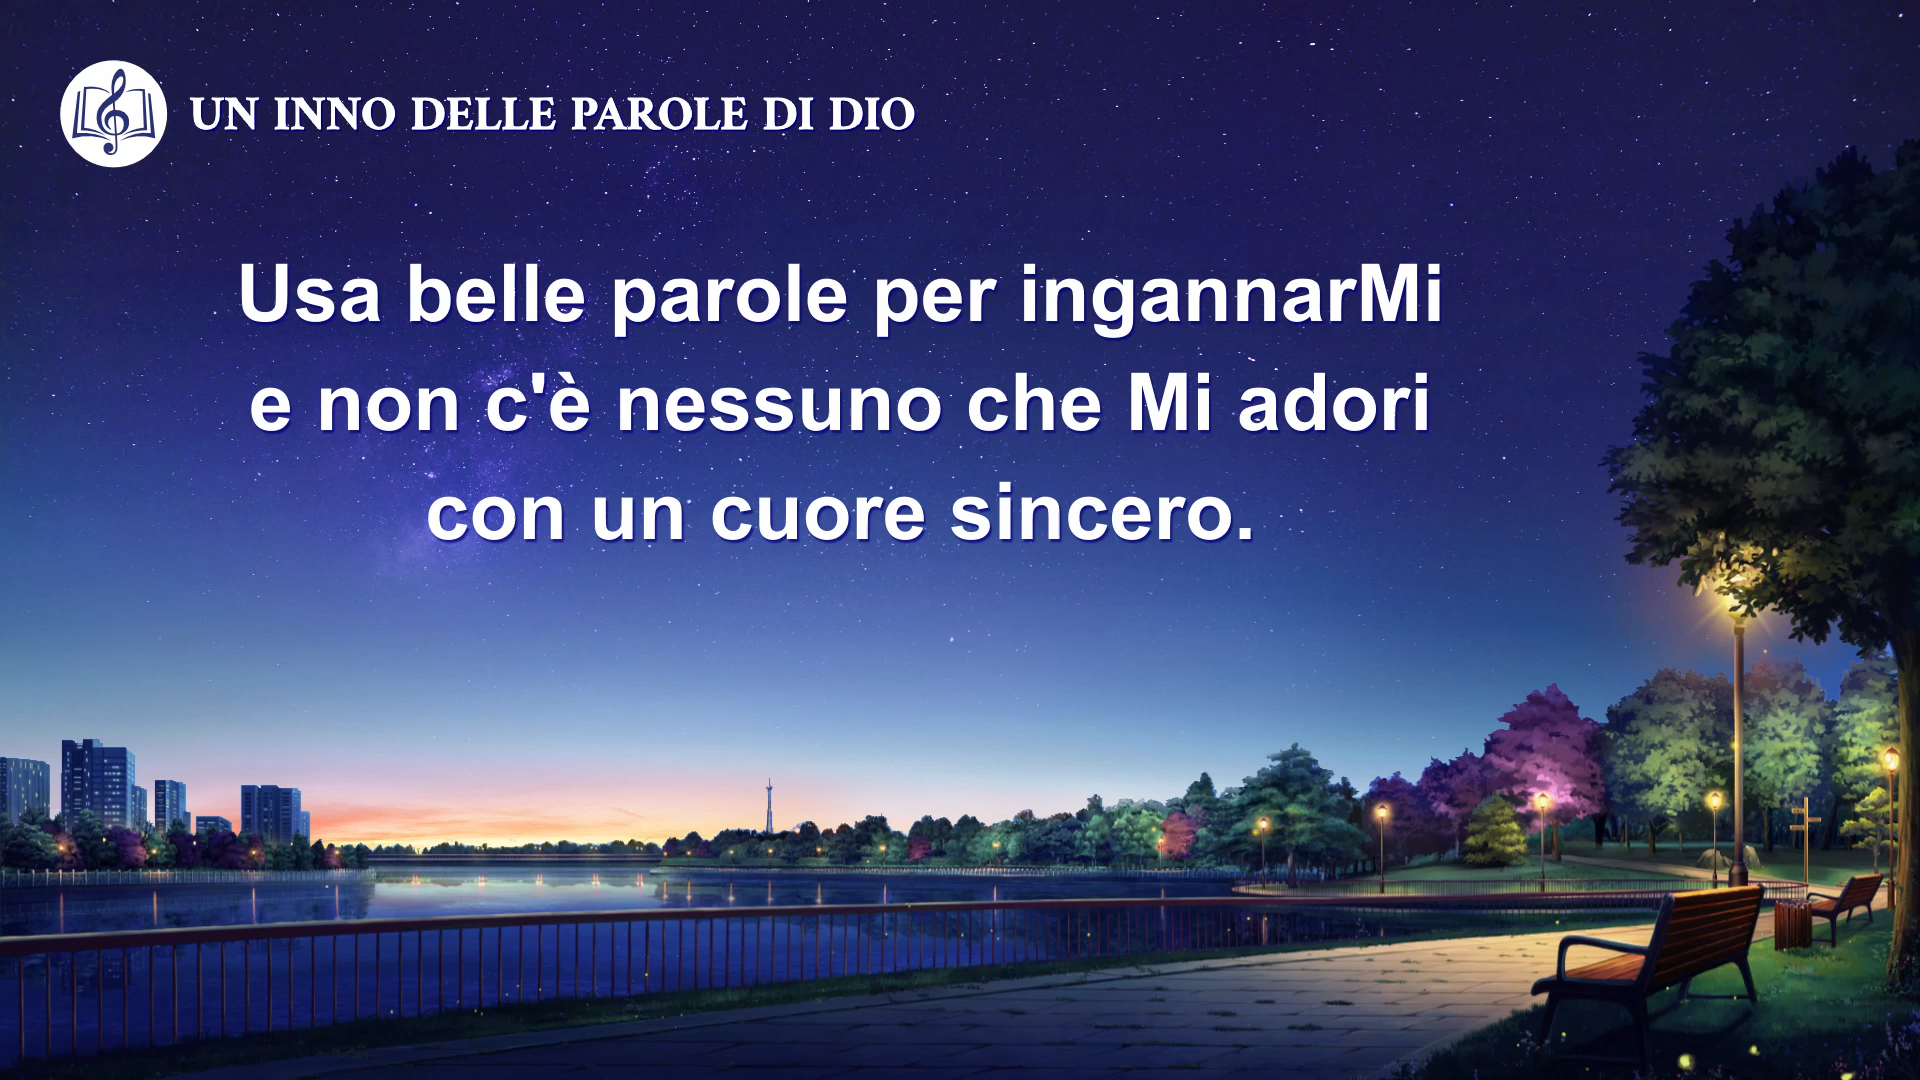 UN INNO DELLE PAROLE DI DIO
Usa belle parole per ingannarMi
e non c'è nessuno che Mi adori
con un cuore sincero.